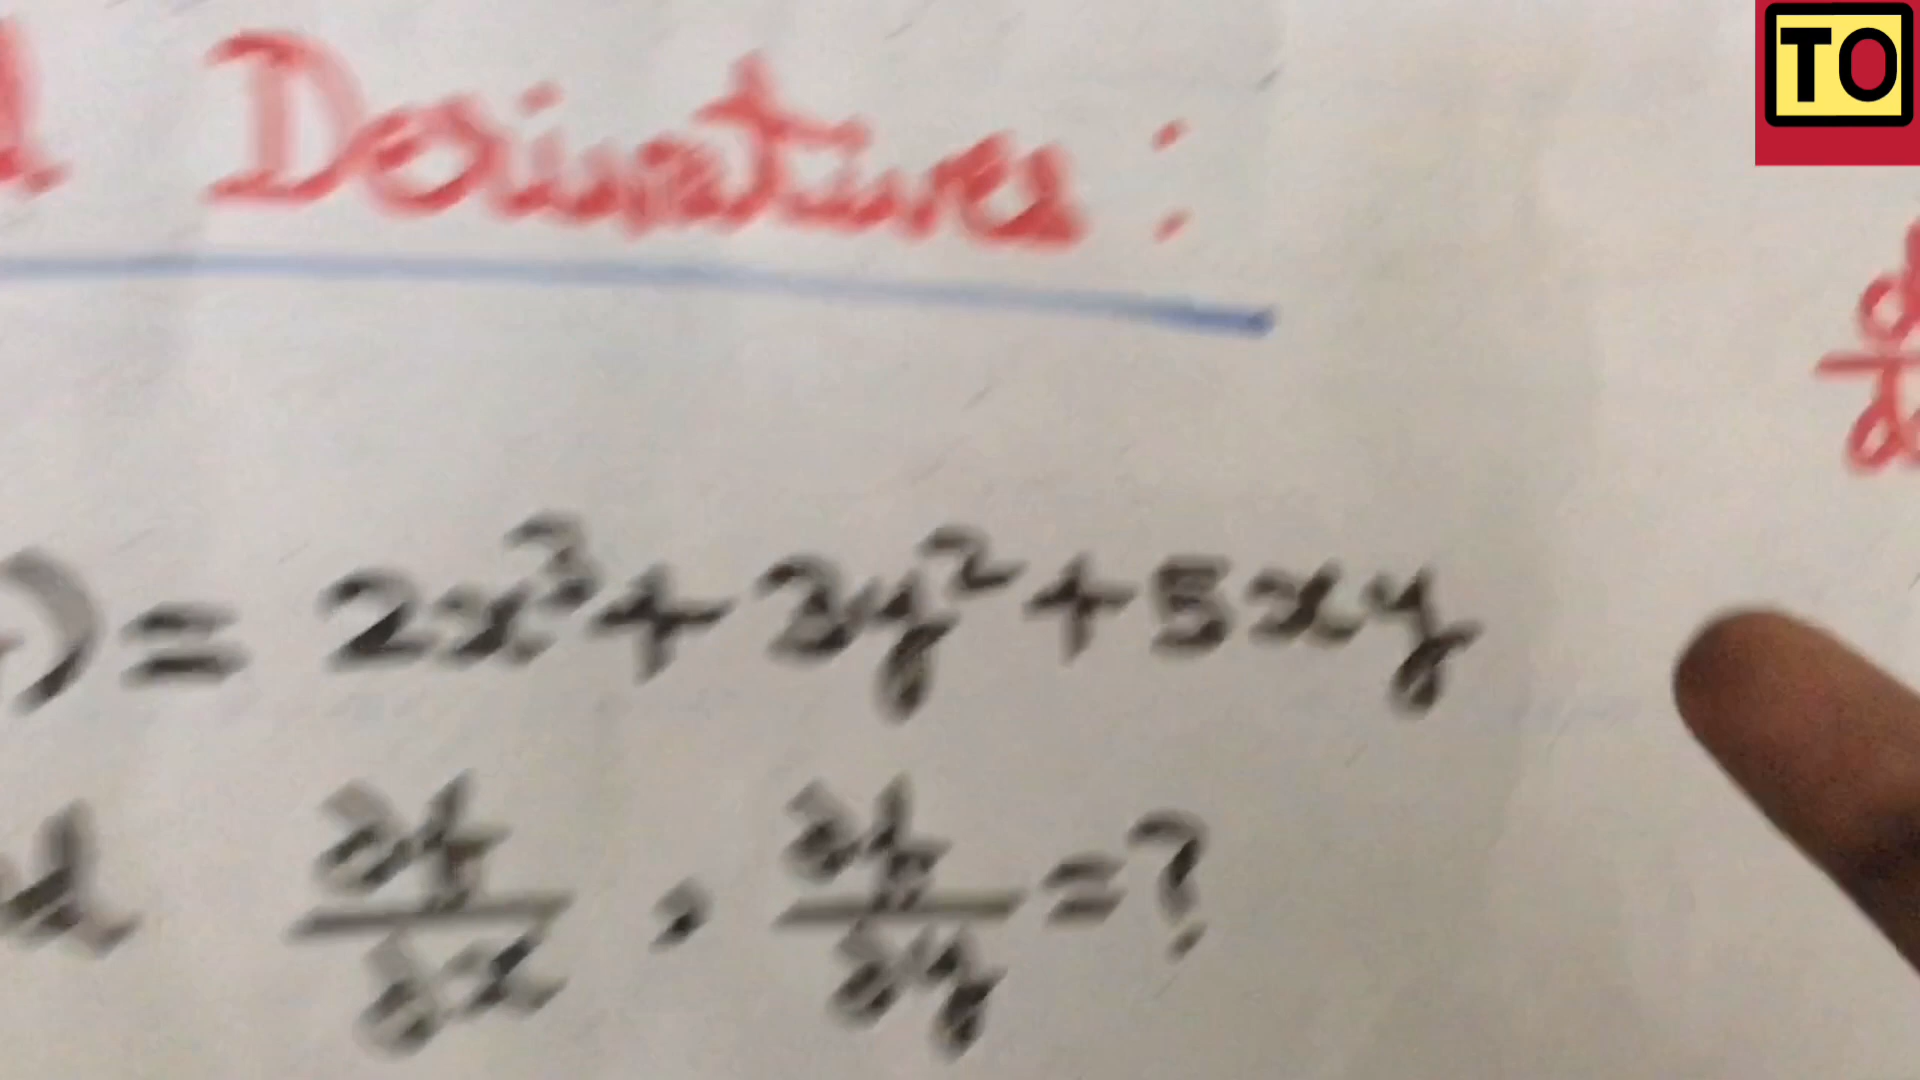 TO
Derivatives :
) = 2x³ + 3y² + 5xy
∂f/∂x , ∂f/∂y = ?